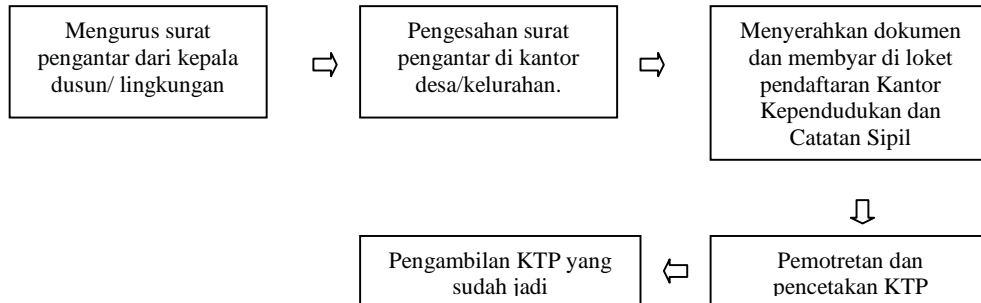 Mengurus surat
pengantar dari kepala
dusun/ lingkungan
Pengesahan surat
pengantar di kantor
desa/kelurahan.
Menyerahkan dokumen
dan membyar di loket
pendaftaran Kantor
Kependudukan dan
Catatan Sipil
Pemotretan dan
pencetakan KTP
Pengambilan KTP yang
sudah jadi